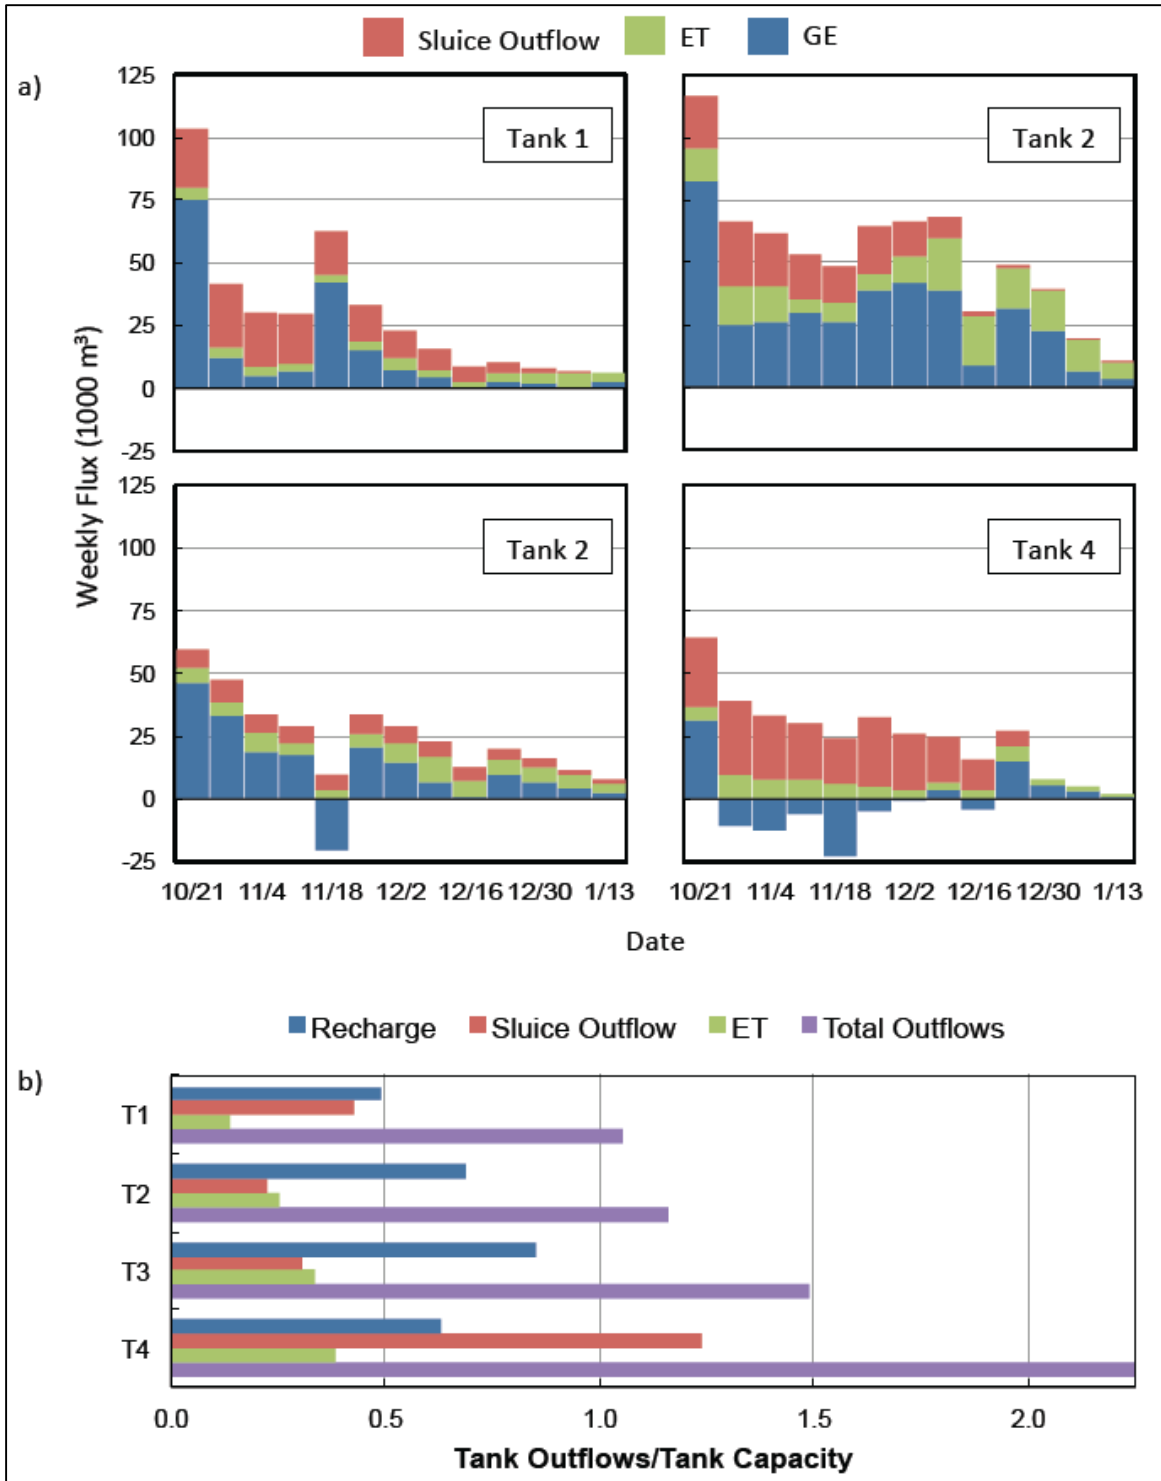 Sluice Outflow ET GE
a)
125
100
75
50
25
0
-25
Tank 1
Tank 2
Weekly Flux (1000 m³)
125
100
75
50
25
0
-25
Tank 2
Tank 4
10/21 11/4 11/18 12/2 12/16 12/30 1/13
10/21 11/4 11/18 12/2 12/16 12/30 1/13
Date
Recharge Sluice Outflow ET Total Outflows
b)
T1
T2
T3
T4
0.0 0.5 1.0 1.5 2.0
Tank Outflows/Tank Capacity